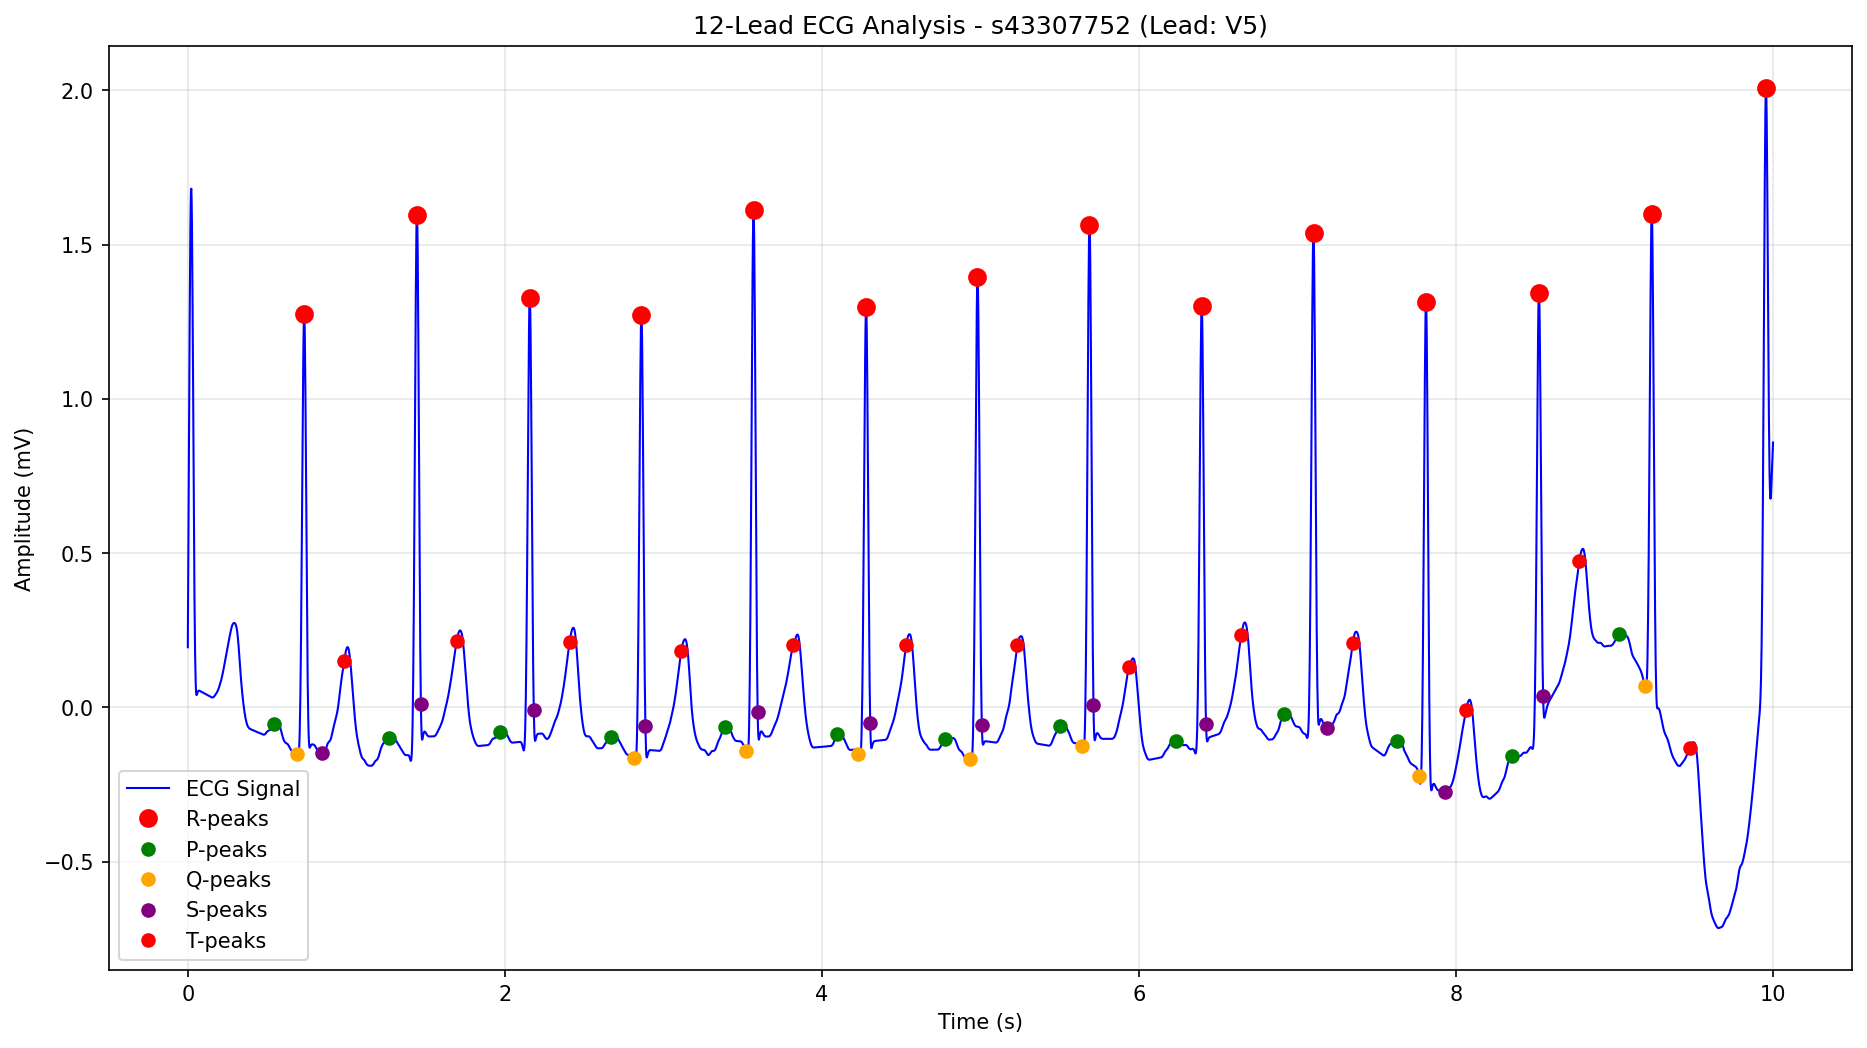 12-Lead ECG Analysis - s43307752 (Lead: V5)
Amplitude (mV)
2.0
1.5
1.0
0.5
0.0
−0.5
ECG Signal
R-peaks
P-peaks
Q-peaks
S-peaks
T-peaks
0 2 4 6 8 10
Time (s)